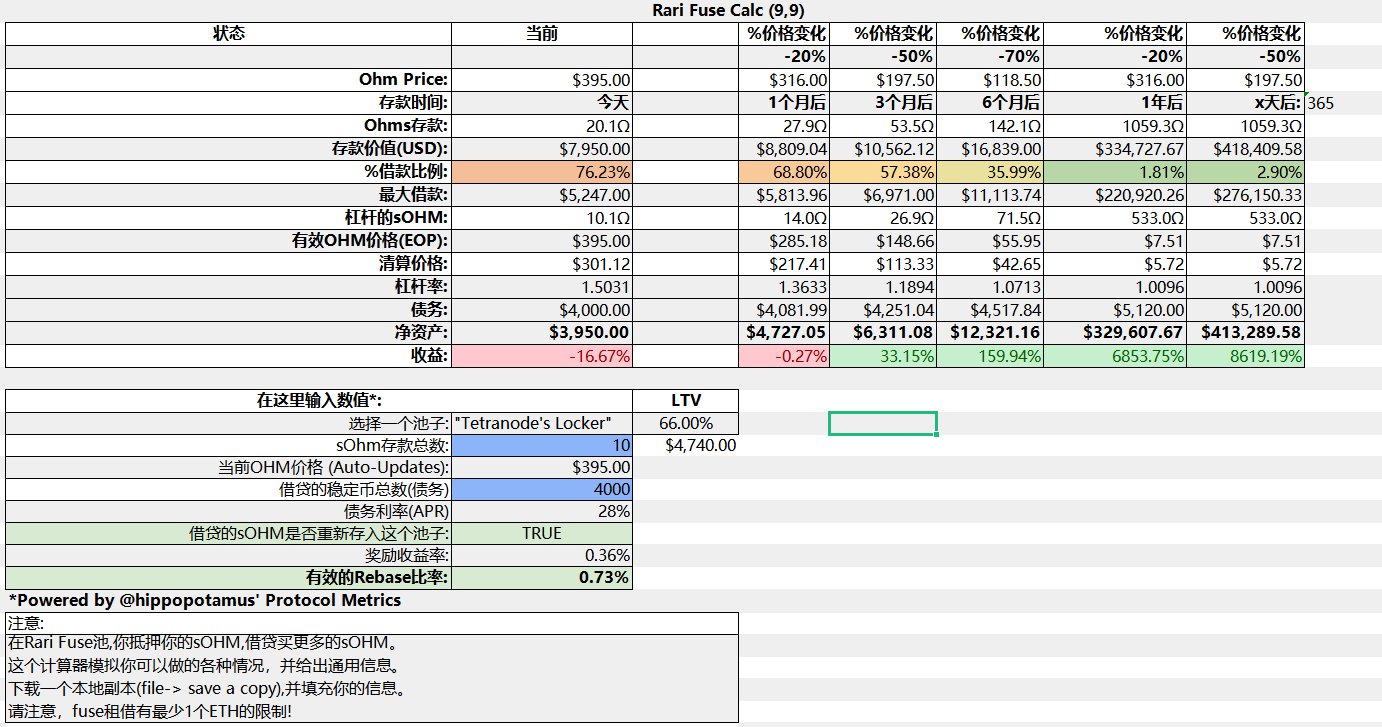 Rari Fuse Calc (9,9)
状态 当前 %价格变化 %价格变化 %价格变化 %价格变化 %价格变化
-20% -50% -70% -20% -50%
Ohm Price: $395.00 $316.00 $197.50 $118.50 $316.00 $197.50
存款时间: 今天 1个月后 3个月后 6个月后 1年后 x天后: 365
Ohms存款: 20.1Ω 27.9Ω 53.5Ω 142.1Ω 1059.3Ω 1059.3Ω
存款价值(USD): $7,950.00 $8,809.04 $10,562.12 $16,839.00 $334,727.67 $418,409.58
%借款比例: 76.23% 68.80% 57.38% 35.99% 1.81% 2.90%
最大借款: $5,247.00 $5,813.96 $6,971.00 $11,113.74 $220,920.26 $276,150.33
杠杆的sOHM: 10.1Ω 14.0Ω 26.9Ω 71.5Ω 533.0Ω 533.0Ω
有效OHM价格(EOP): $395.00 $285.18 $148.66 $55.95 $7.51 $7.51
清算价格: $301.12 $217.41 $113.33 $42.65 $5.72 $5.72
杠杆率: 1.5031 1.3633 1.1894 1.0713 1.0096 1.0096
债务: $4,000.00 $4,081.99 $4,251.04 $4,517.84 $5,120.00 $5,120.00
净资产: $3,950.00 $4,727.05 $6,311.08 $12,321.16 $329,607.67 $413,289.58
收益: -16.67% -0.27% 33.15% 159.94% 6853.75% 8619.19%
在这里输入数值*: LTV
选择一个池子: "Tetranode's Locker" 66.00%
sOhm存款总数: 10 $4,740.00
当前OHM价格 (Auto-Updates): $395.00
借贷的稳定币总数(债务) 4000
债务利率(APR) 28%
借贷的sOHM是否重新存入这个池子: TRUE
奖励收益率: 0.36%
有效的Rebase比率: 0.73%
*Powered by @hippopotamus' Protocol Metrics
注意:
在Rari Fuse池,你抵押你的sOHM,借贷买更多的sOHM。
这个计算器模拟你可以做的各种情况，并给出通用信息。
下载一个本地副本(file-> save a copy),并填充你的信息。
请注意，fuse租借有最少1个ETH的限制!